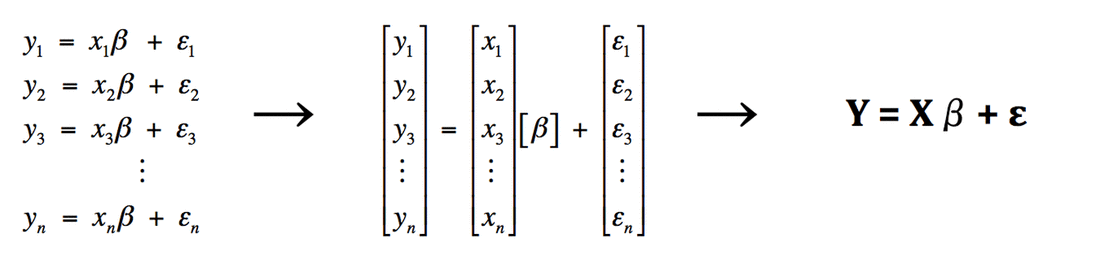 y₁ = x₁β + ε₁
y₂ = x₂β + ε₂
y₃ = x₃β + ε₃
⋮
yₙ = xₙβ + εₙ
→
[y₁ y₂ y₃ ⋮ yₙ] = [x₁ x₂ x₃ ⋮ xₙ] [β] + [ε₁ ε₂ ε₃ ⋮ εₙ]
→
Y = X β + ε